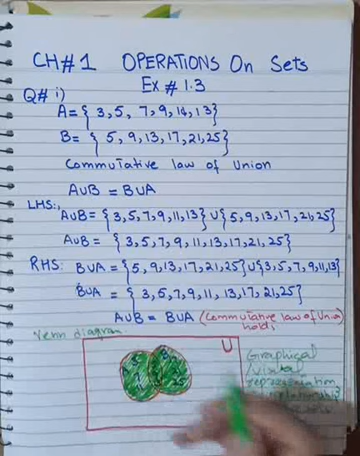 CH#1 OPERATIONS On Sets
Ex # 1.3
Q# i)
A= { 3,5, 7,9,11,13}
B= { 5,9,13,17,21,25}
Commutative law of Union
A∪B = B∪A
LHS:,
A∪B= {3,5,7,9,11,13} ∪ {5,9,13,17,21,25}
A∪B = {3,5,7,9,11,13,17,21,25}
RHS: B∪A = {5,9,13,17,21,25} ∪ {3,5,7,9,11,13}
B∪A = {3,5,7,9,11,13,17,21,25}
A∪B = B∪A (Commutative law of Union
holds)
Venn diagram
U
Graphical
/visual
representation